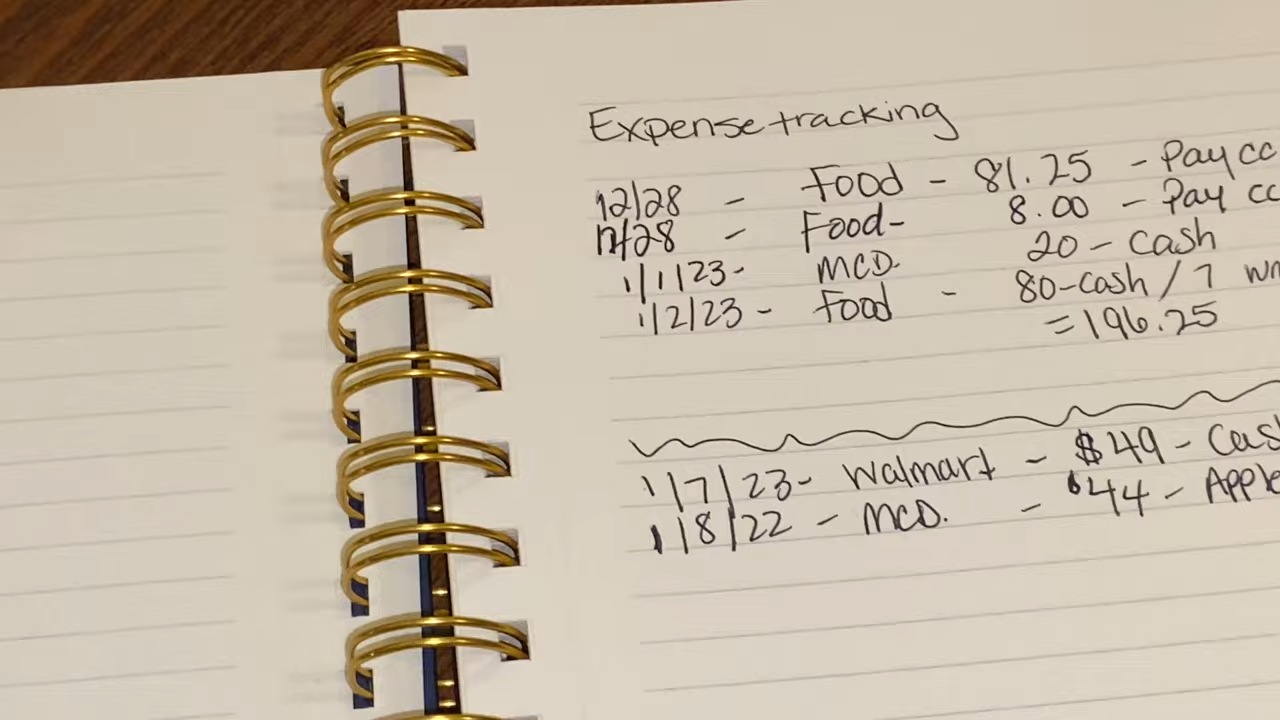 Expense tracking
12/28 - Food - 81.25 - Pay cc
12/28 - Food - 8.00 - Pay cc
1/1/23 - MCD. 20 - cash
1/2/23 - Food - 80-cash / 7
=196.25
1/7/23 - Walmart - $49 - Cash
1/8/22 - MCD. - $44 - Apple